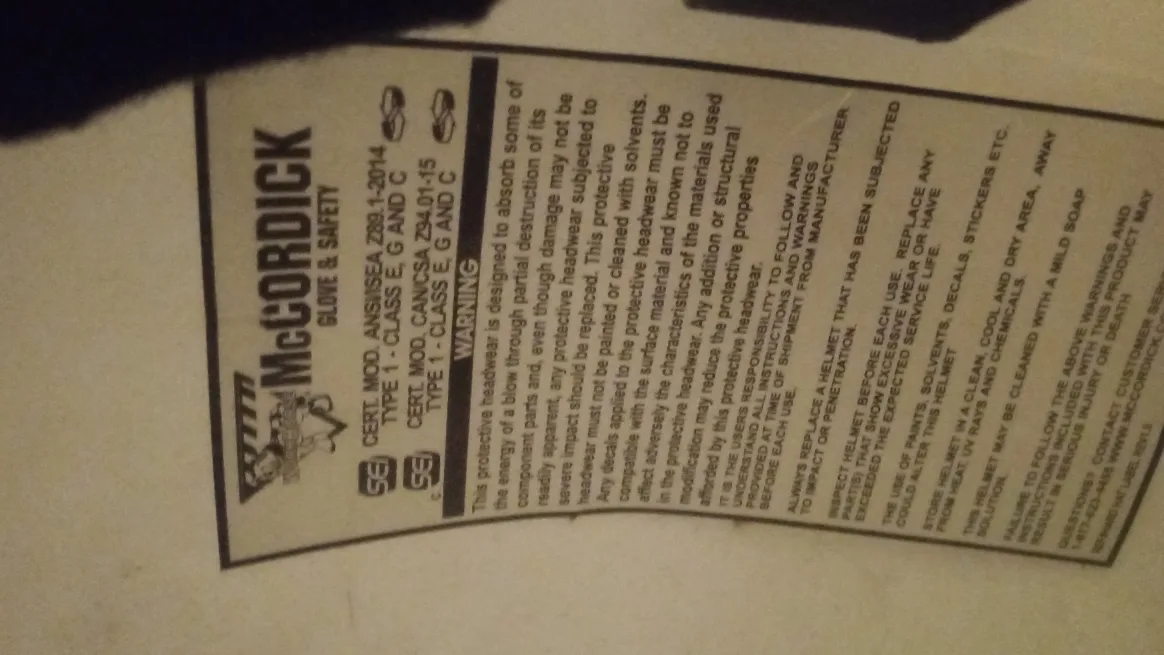 McCORDICK
GLOVE & SAFETY
SEI CERT. MOD. ANSI/ISEA Z89.1-2014
TYPE 1 - CLASS E, G AND C
C SEI CERT. MOD. CAN/CSA Z94.01-15
TYPE 1 - CLASS E, G AND C
WARNING
This protective headwear is designed to absorb some of
the energy of a blow through partial destruction of its
component parts and, even though damage may not be
readily apparent, any protective headwear subjected to
severe impact should be replaced. This protective
headwear must not be painted or cleaned with solvents.
Any decals applied to the protective headwear must be
compatible with the surface material and known not to
affect adversely the characteristics of the materials used
in the protective headwear. Any addition or structural
modification may reduce the protective properties
afforded by this protective headwear.
IT IS THE USERS RESPONSIBILITY TO FOLLOW AND
UNDERSTAND ALL INSTRUCTIONS AND WARNINGS
PROVIDED AT TIME OF SHIPMENT FROM MANUFACTURER
BEFORE EACH USE.
ALWAYS REPLACE A HELMET THAT HAS BEEN SUBJECTED
TO IMPACT OR PENETRATION.
INSPECT HELMET BEFORE EACH USE. REPLACE ANY
PART(S) THAT SHOW EXCESSIVE WEAR OR HAVE
EXCEEDED THE EXPECTED SERVICE LIFE.
THE USE OF PAINTS, SOLVENTS, DECALS, STICKERS ETC.
COULD ALTER THIS HELMET
STORE HELMET IN A CLEAN, COOL AND DRY AREA, AWAY
FROM HEAT, UV RAYS AND CHEMICALS.
THIS HELMET MAY BE CLEANED WITH A MILD SOAP
SOLUTION.
FAILURE TO FOLLOW THE ABOVE WARNINGS AND
INSTRUCTIONS INCLUDED WITH THIS PRODUCT MAY
RESULT IN SERIOUS INJURY OR DEATH
QUESTIONS? CONTACT CUSTOMER
WWW.MCCORDICK.
HAT LABEL